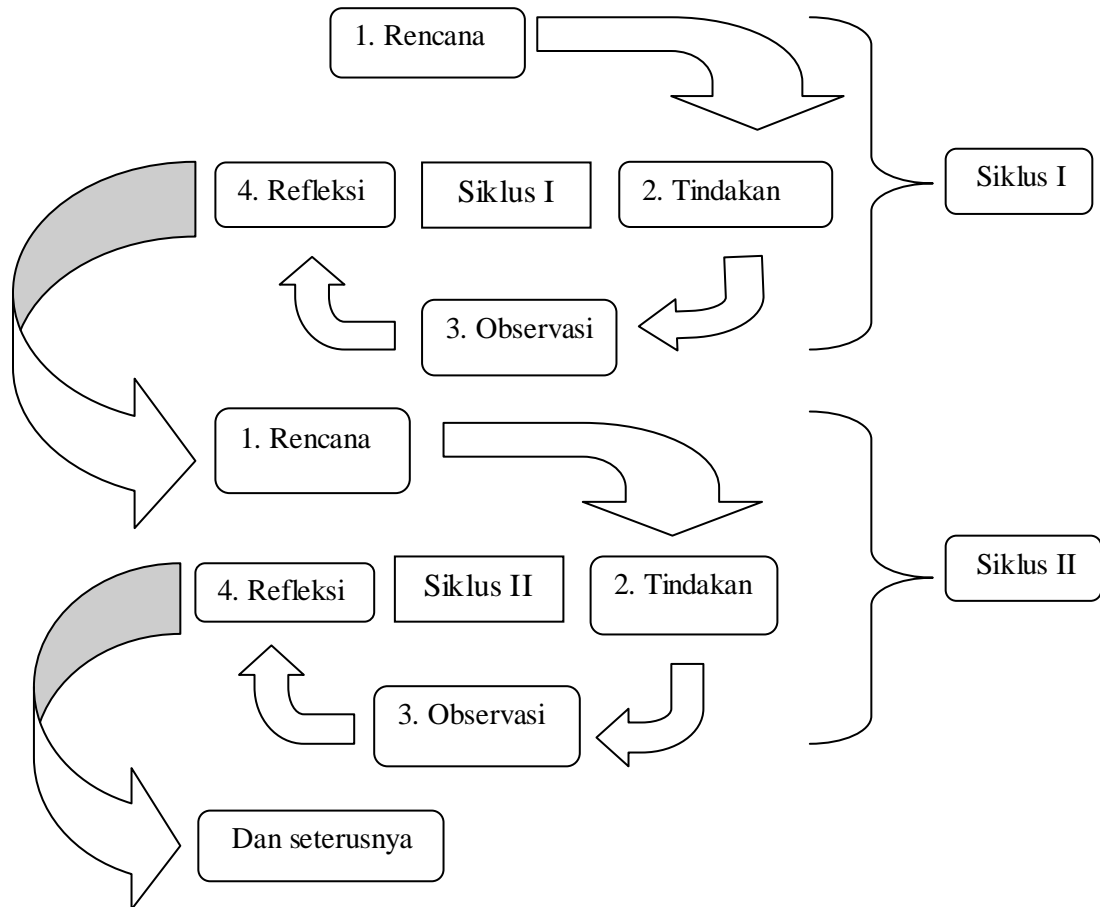 1. Rencana
4. Refleksi
Siklus I
2. Tindakan
Siklus I
3. Observasi
1. Rencana
4. Refleksi
Siklus II
2. Tindakan
Siklus II
3. Observasi
Dan seterusnya